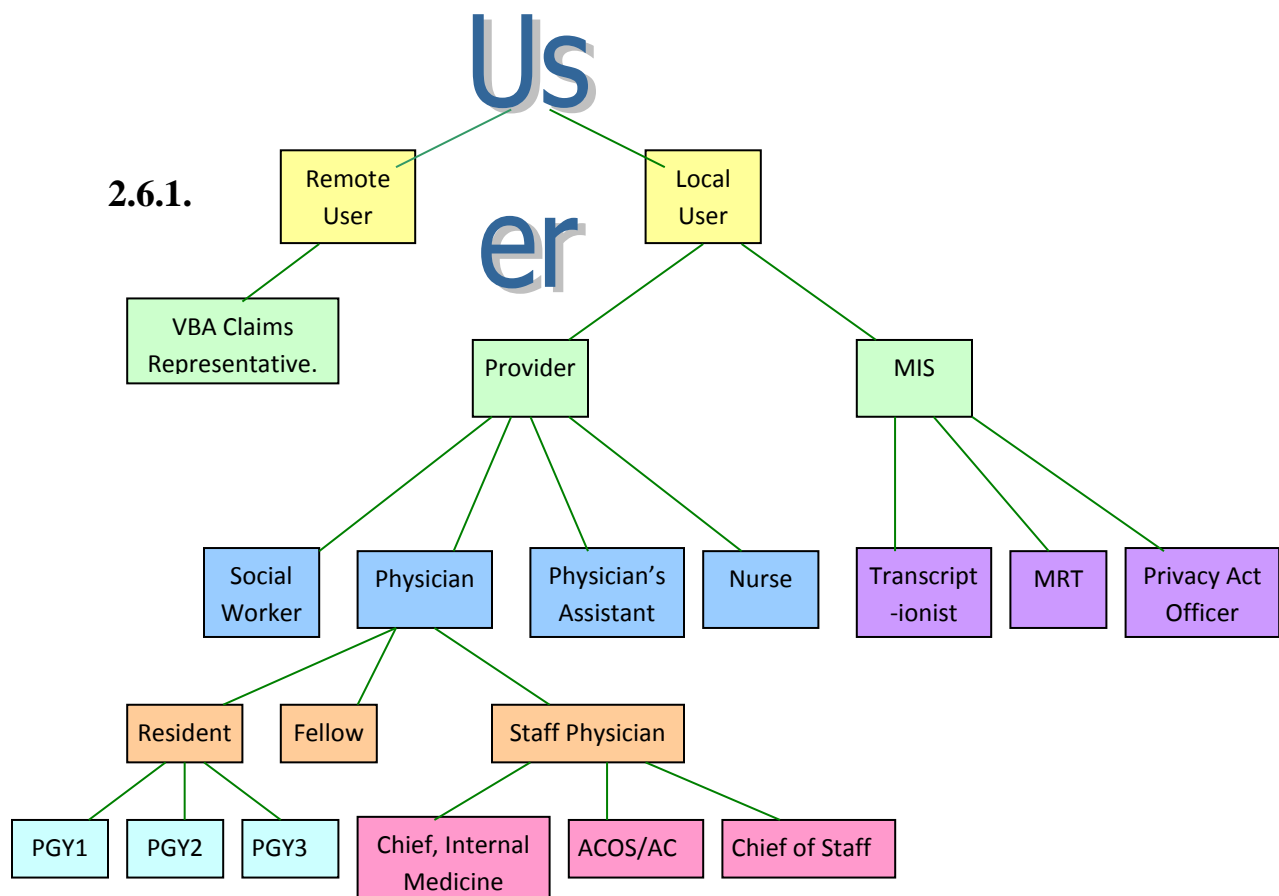 Us
er
2.6.1.
Remote
User
Local
User
VBA Claims
Representative.
Provider
MIS
Social
Worker
Physician
Physician’s
Assistant
Nurse
Transcript
-ionist
MRT
Privacy Act
Officer
Resident
Fellow
Staff Physician
PGY1
PGY2
PGY3
Chief, Internal
Medicine
ACOS/AC
Chief of Staff